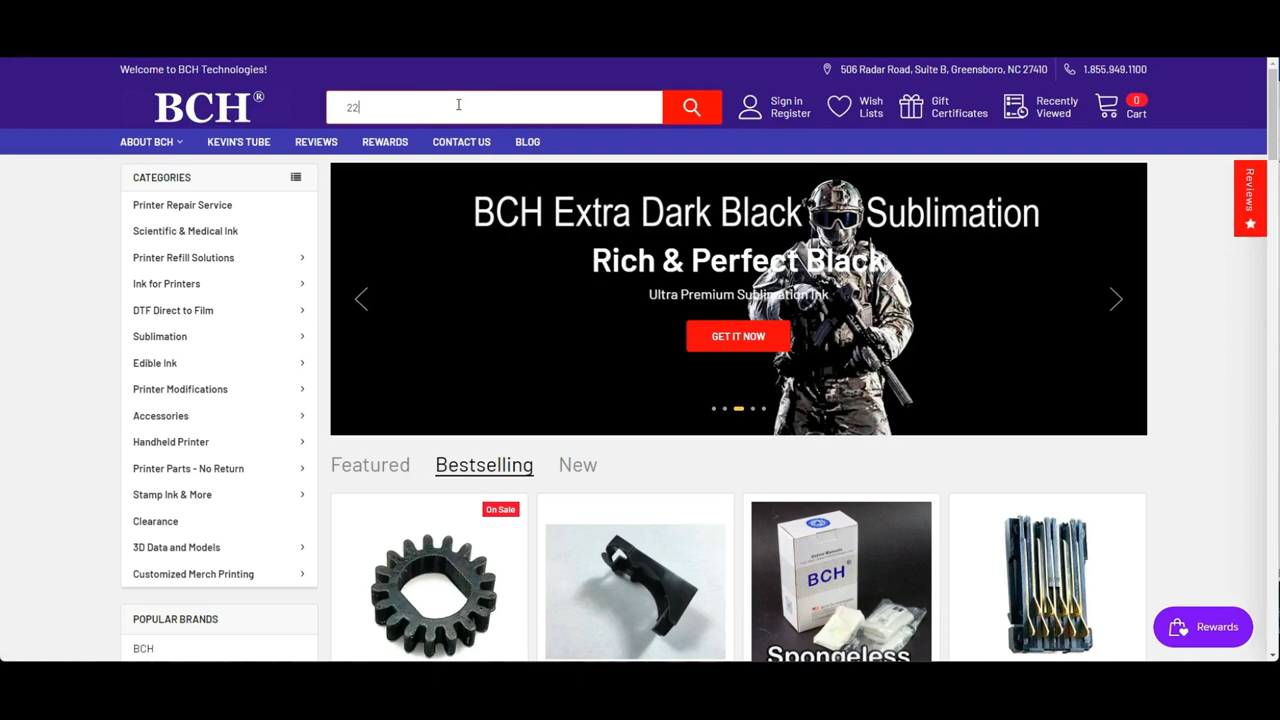 Welcome to BCH Technologies!
506 Radar Road, Suite B, Greensboro, NC 27410
1.855.949.1100
BCH®
22
Sign in
Register
Wish
Lists
Gift
Certificates
Recently
Viewed
0
Cart
ABOUT BCH
KEVIN'S TUBE
REVIEWS
REWARDS
CONTACT US
BLOG
CATEGORIES
Printer Repair Service
Scientific & Medical Ink
Printer Refill Solutions
Ink for Printers
DTF Direct to Film
Sublimation
Edible Ink
Printer Modifications
Accessories
Handheld Printer
Printer Parts - No Return
Stamp Ink & More
Clearance
3D Data and Models
Customized Merch Printing
POPULAR BRANDS
BCH
BCH Extra Dark Black Sublimation
Rich & Perfect Black
Ultra Premium Sublimation Ink
GET IT NOW
Reviews
Featured
Bestselling
New
On Sale
BCH
Spongeless
Rewards